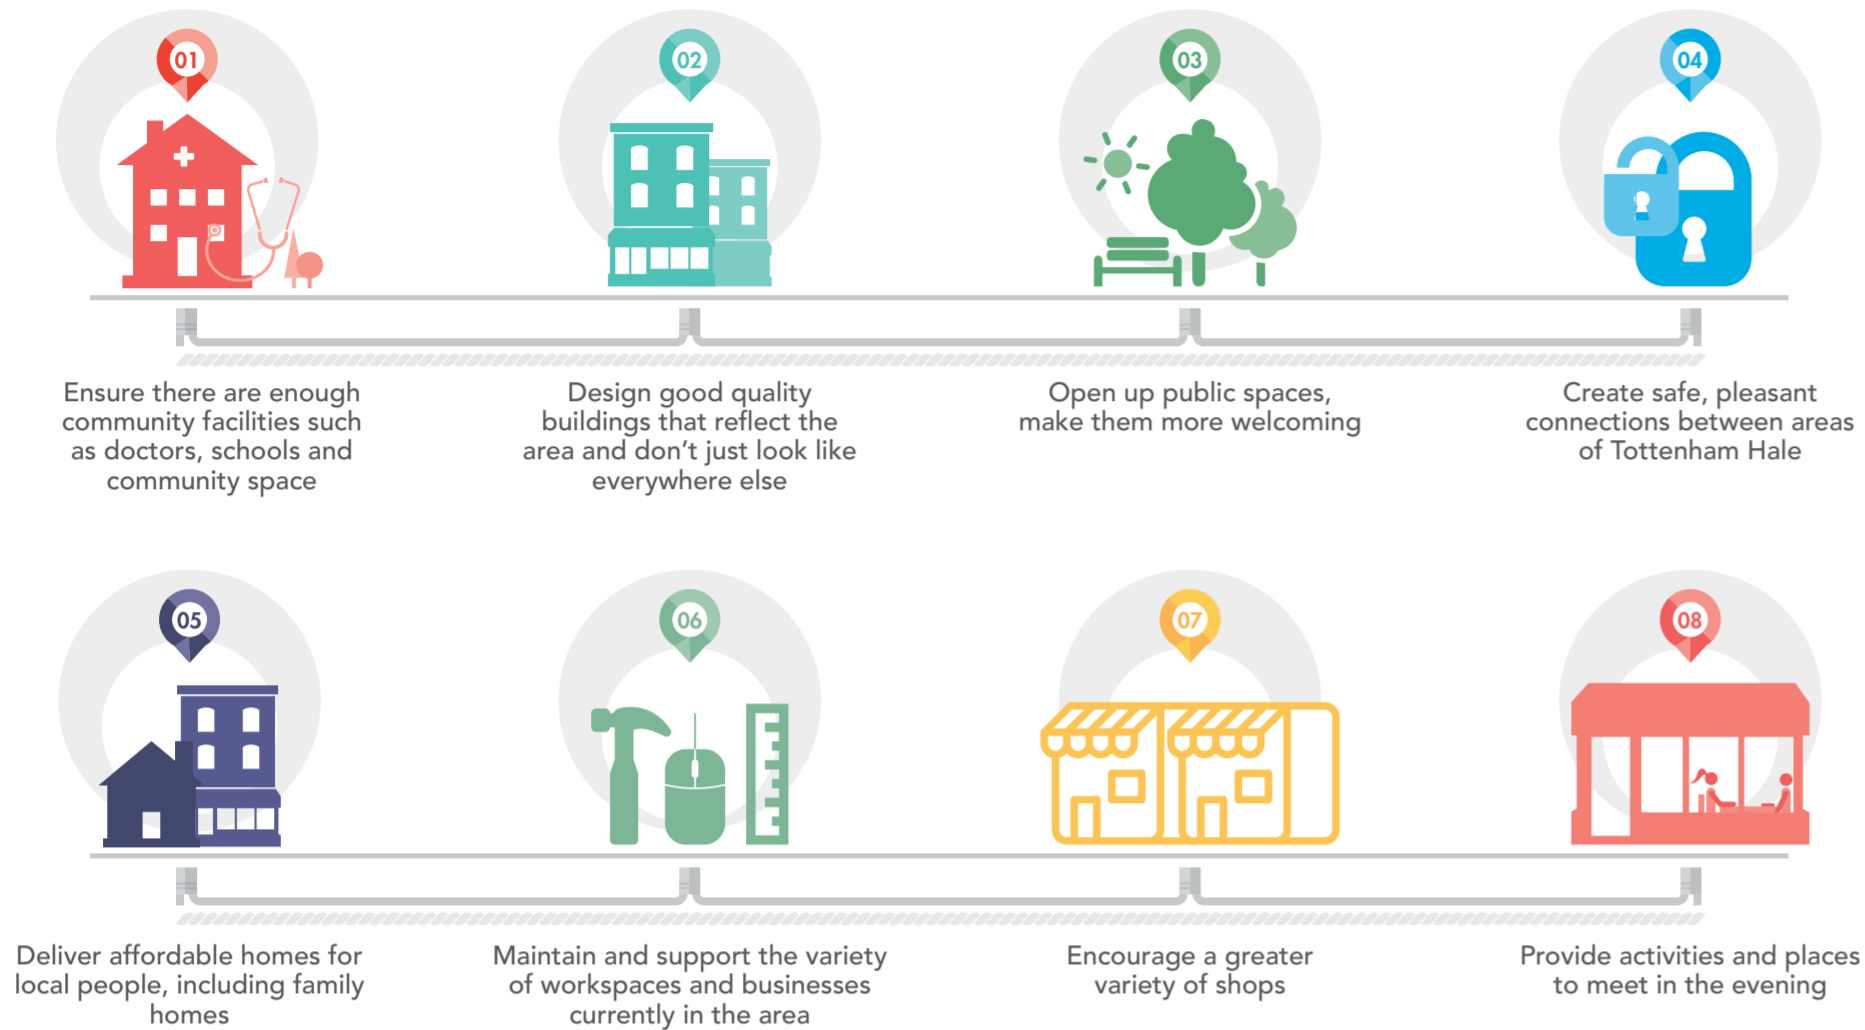 01
02
03
04
Ensure there are enough
community facilities such
as doctors, schools and
community space
Design good quality
buildings that reflect the
area and don’t just look like
everywhere else
Open up public spaces,
make them more welcoming
Create safe, pleasant
connections between areas
of Tottenham Hale
05
06
07
08
Deliver affordable homes for
local people, including family
homes
Maintain and support the variety
of workspaces and businesses
currently in the area
Encourage a greater
variety of shops
Provide activities and places
to meet in the evening